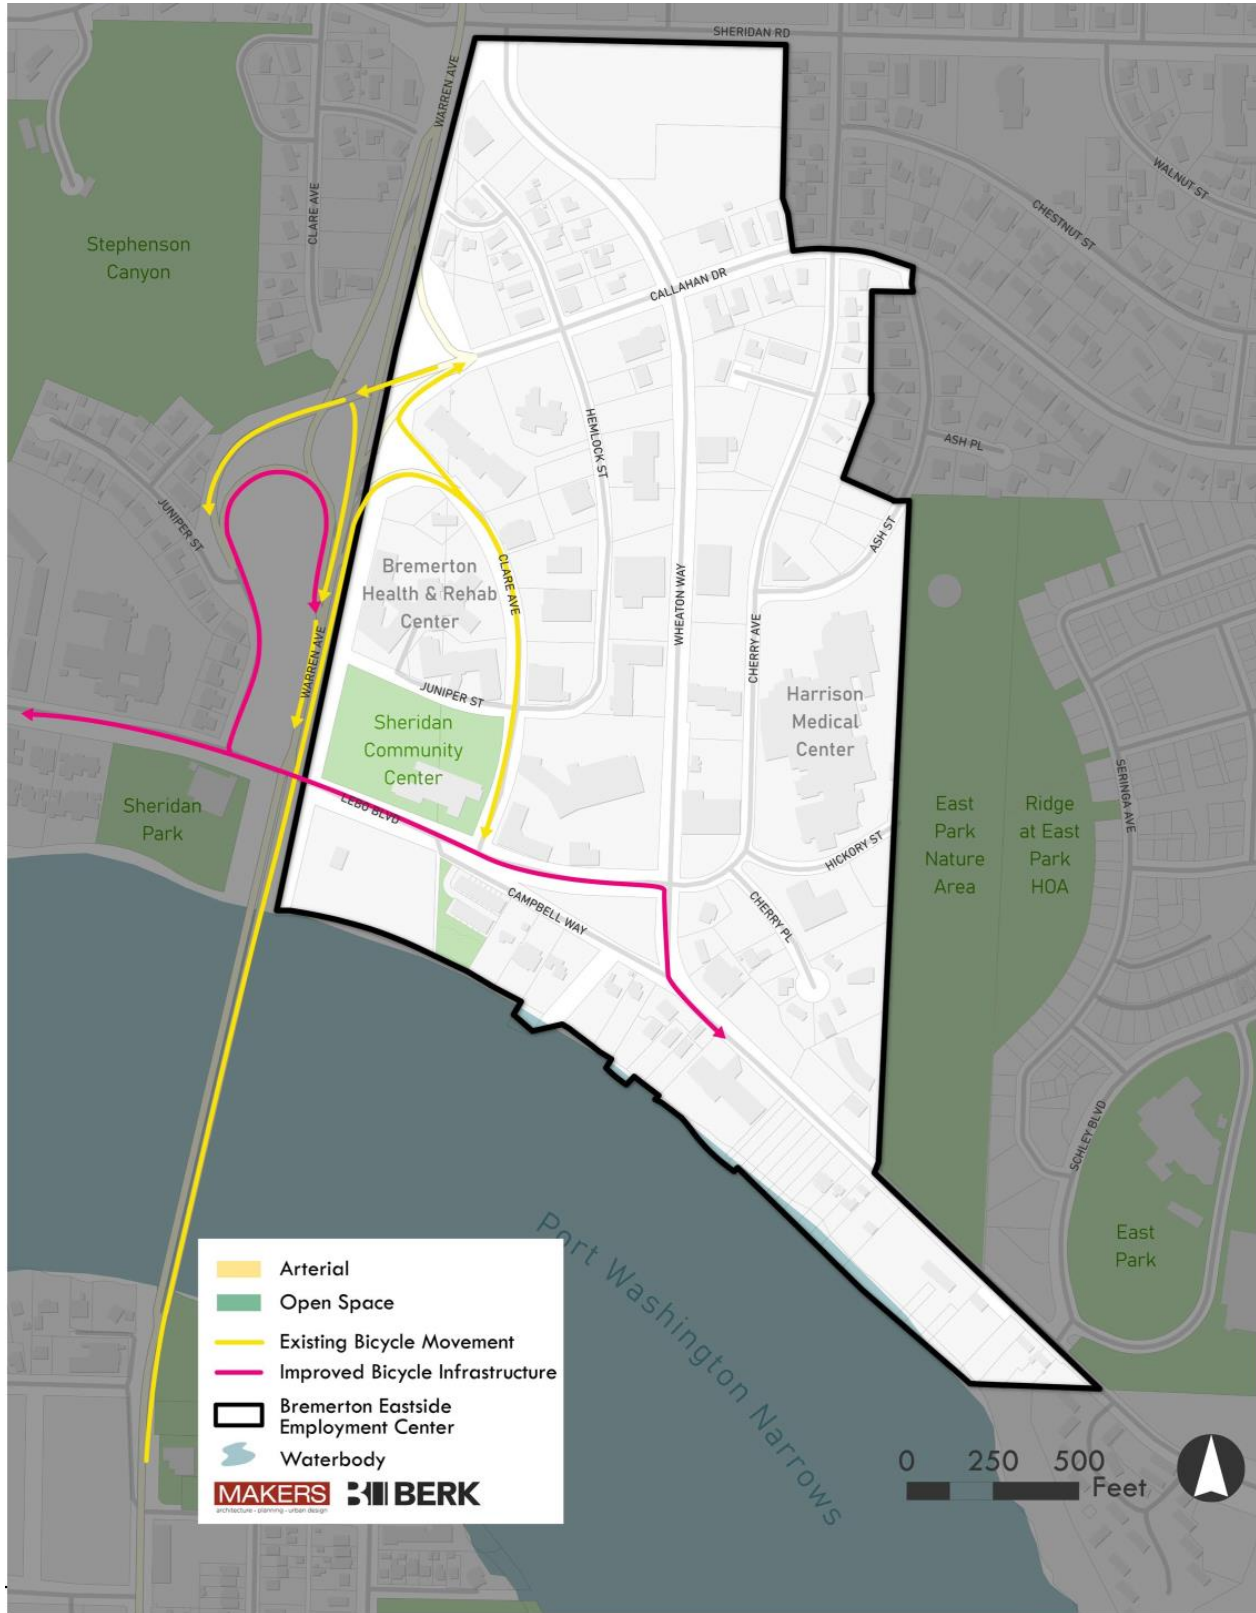 SHERIDAN RD
WARREN AVE
CLARE AVE
WALNUT ST
CHESTNUT ST
Stephenson
Canyon
CALLAHAN DR
HEMLOCK ST
ASH PL
JUNIPER ST
ASH ST
Bremerton
Health & Rehab
Center
CLARE AVE
WHEATON WAY
CHERRY AVE
WARREN AVE
JUNIPER ST
Harrison
Medical
Center
Sheridan
Community
Center
SERINGA AVE
Sheridan
Park
LEBO BLVD
East
Park
Nature
Area
Ridge
at East
Park
HOA
HICKORY ST
CAMPBELL WAY
CHERRY PL
SCHLEY BLVD
East
Park
Port Washington Narrows
Arterial
Open Space
Existing Bicycle Movement
Improved Bicycle Infrastructure
Bremerton Eastside
Employment Center
Waterbody
MAKERS
architecture - planning - urban design
BERK
0 250 500
Feet